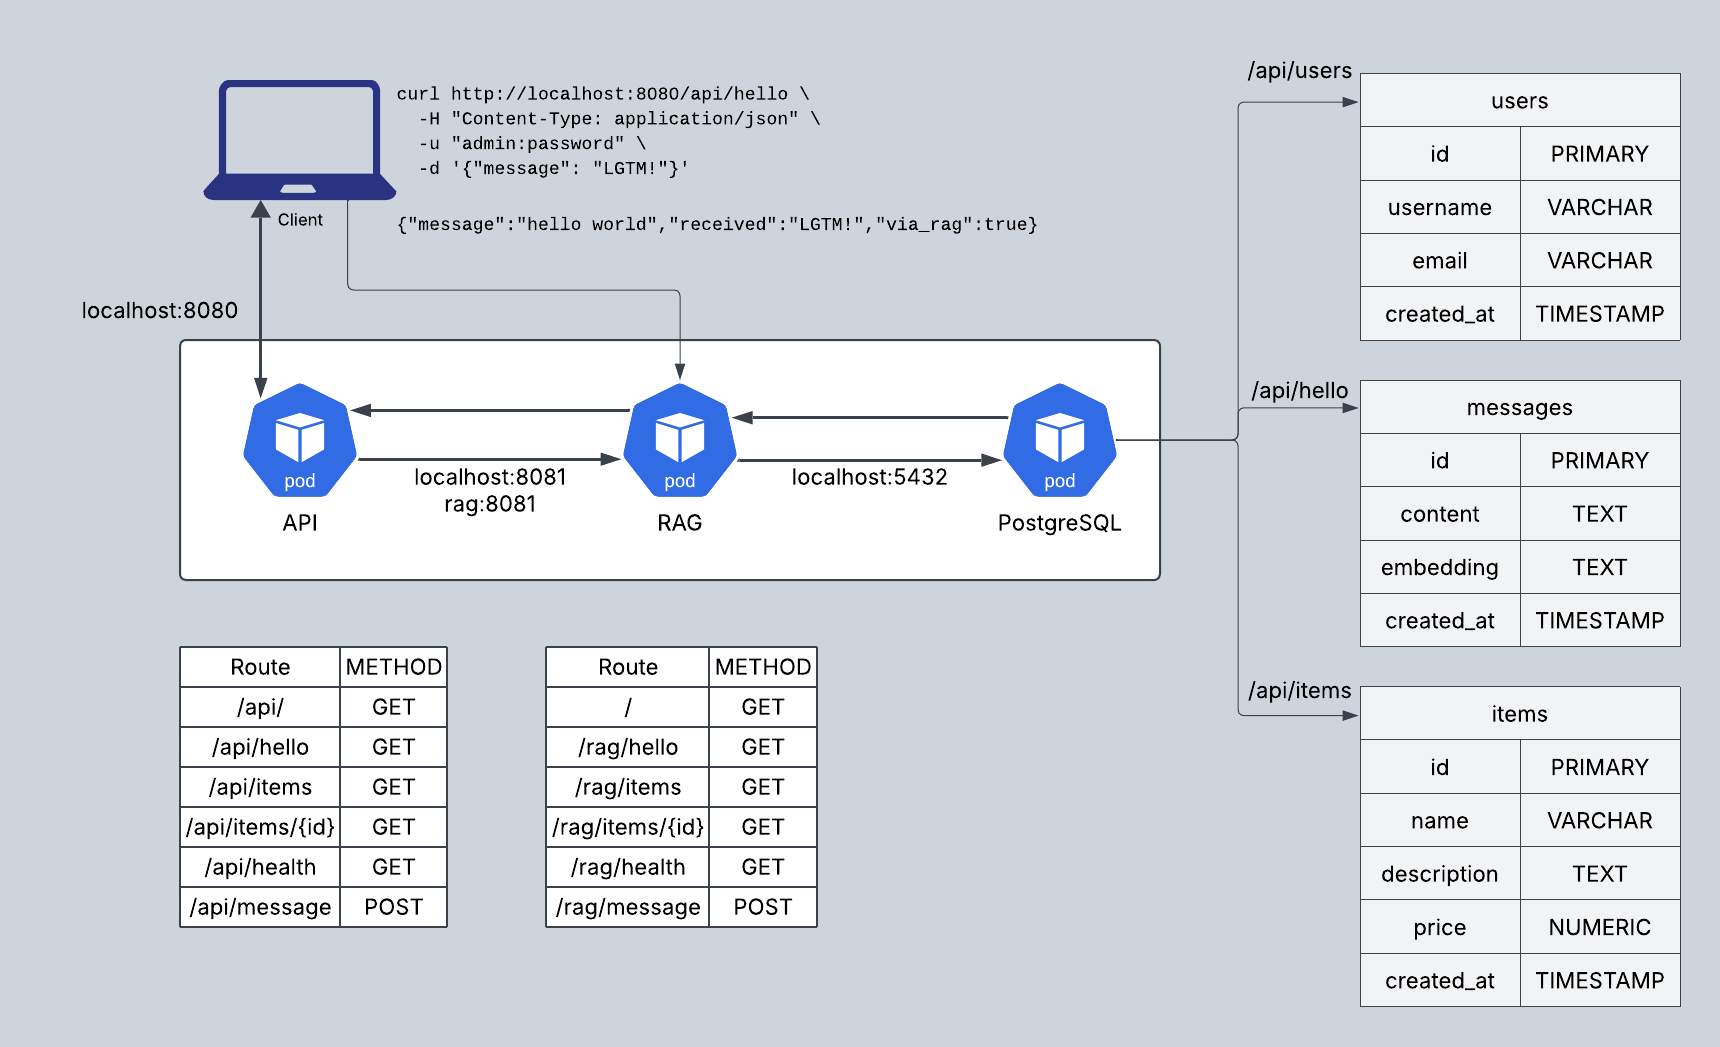 curl http://localhost:8080/api/hello \
-H "Content-Type: application/json" \
-u "admin:password" \
-d '{"message": "LGTM!"}'
Client
{"message":"hello world","received":"LGTM!","via_rag":true}
localhost:8080
pod
API
localhost:8081
rag:8081
pod
RAG
localhost:5432
pod
PostgreSQL
/api/users
users
id PRIMARY
username VARCHAR
email VARCHAR
created_at TIMESTAMP
/api/hello
messages
id PRIMARY
content TEXT
embedding TEXT
created_at TIMESTAMP
/api/items
items
id PRIMARY
name VARCHAR
description TEXT
price NUMERIC
created_at TIMESTAMP
Route METHOD
/api/ GET
/api/hello GET
/api/items GET
/api/items/{id} GET
/api/health GET
/api/message POST
Route METHOD
/ GET
/rag/hello GET
/rag/items GET
/rag/items/{id} GET
/rag/health GET
/rag/message POST